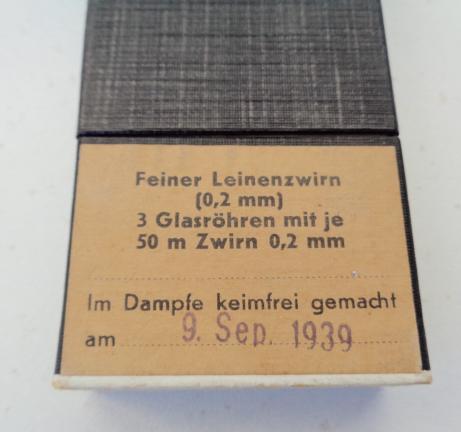 Feiner Leinenzwirn
(0,2 mm)
3 Glasröhren mit je
50 m Zwirn 0,2 mm
Im Dampfe keimfrei gemacht
am 9. Sep. 1939